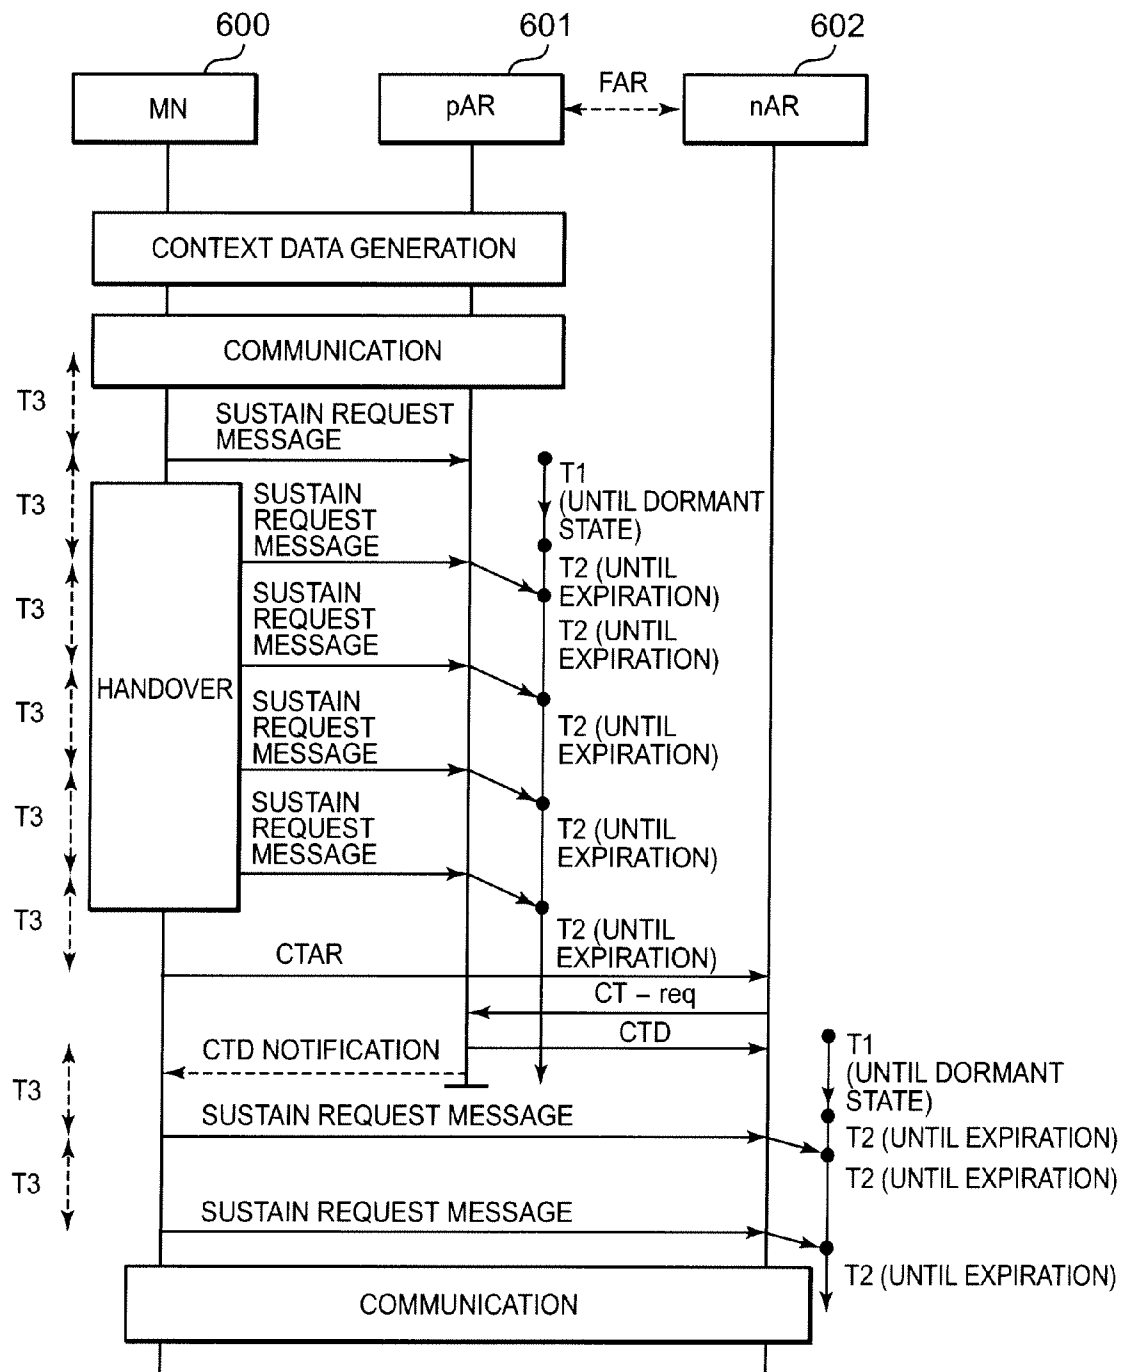 600
601
602
MN
pAR
FAR
nAR
CONTEXT DATA GENERATION
COMMUNICATION
T3
SUSTAIN REQUEST
MESSAGE
T3
SUSTAIN
REQUEST
MESSAGE
T1
(UNTIL DORMANT
STATE)
T2 (UNTIL
EXPIRATION)
T3
SUSTAIN
REQUEST
MESSAGE
T2 (UNTIL
EXPIRATION)
HANDOVER
T3
SUSTAIN
REQUEST
MESSAGE
T2 (UNTIL
EXPIRATION)
T3
SUSTAIN
REQUEST
MESSAGE
T2 (UNTIL
EXPIRATION)
T3
T2 (UNTIL
EXPIRATION)
CTAR
CT – req
CTD
CTD NOTIFICATION
T3
T1
(UNTIL DORMANT
STATE)
SUSTAIN REQUEST MESSAGE
T2 (UNTIL EXPIRATION)
T3
T2 (UNTIL EXPIRATION)
SUSTAIN REQUEST MESSAGE
T2 (UNTIL EXPIRATION)
COMMUNICATION